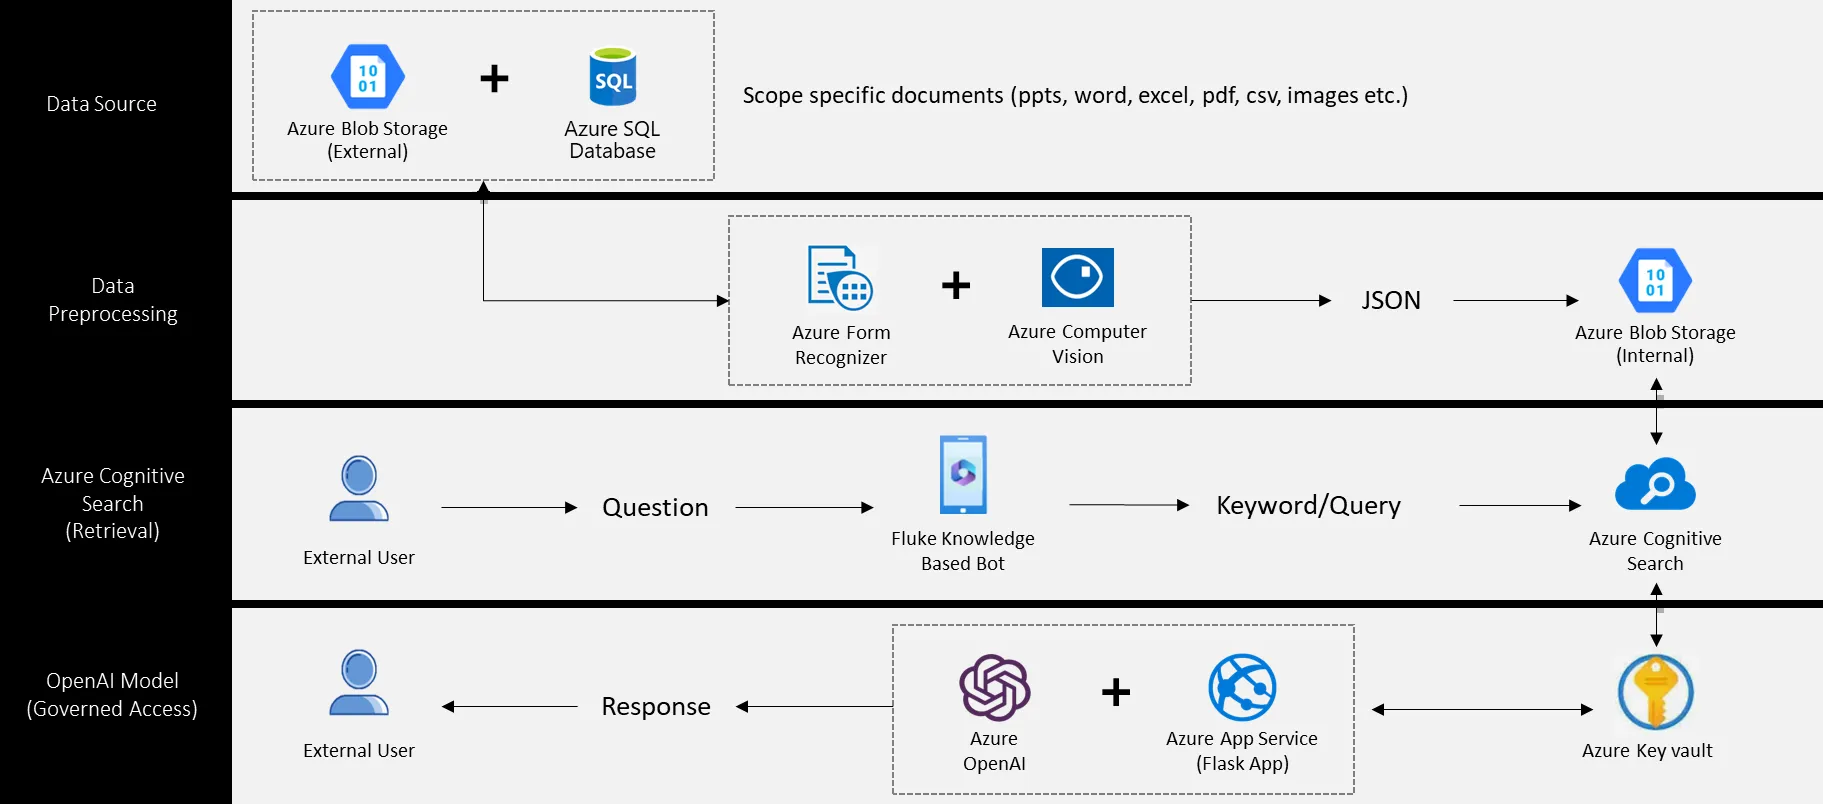 Data Source
10
01
Azure Blob Storage
(External)
+
SQL
Azure SQL
Database
Scope specific documents (ppts, word, excel, pdf, csv, images etc.)
Data
Preprocessing
Azure Form
Recognizer
+
Azure Computer
Vision
JSON
10
01
Azure Blob Storage
(Internal)
Azure Cognitive
Search
(Retrieval)
External User
Question
Fluke Knowledge
Based Bot
Keyword/Query
Azure Cognitive
Search
OpenAI Model
(Governed Access)
External User
Response
Azure
OpenAI
+
Azure App Service
(Flask App)
Azure Key vault